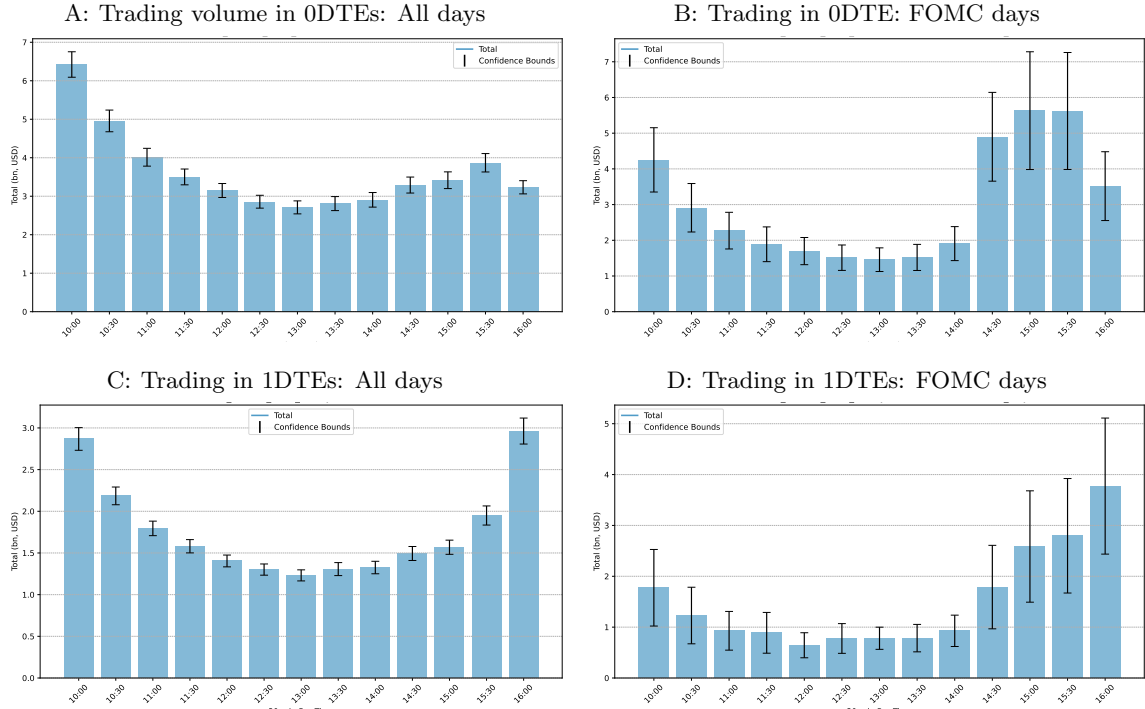 A: Trading volume in 0DTEs: All days
Total
Confidence Bounds
Total (bn, USD)
7
6
5
4
3
2
1
0
10:00 10:30 11:00 11:30 12:00 12:30 13:00 13:30 14:00 14:30 15:00 15:30 16:00
B: Trading in 0DTE: FOMC days
Total
Confidence Bounds
Total (bn, USD)
7
6
5
4
3
2
1
0
10:00 10:30 11:00 11:30 12:00 12:30 13:00 13:30 14:00 14:30 15:00 15:30 16:00
C: Trading in 1DTEs: All days
Total
Confidence Bounds
Total (bn, USD)
3.0
2.5
2.0
1.5
1.0
0.5
0.0
10:00 10:30 11:00 11:30 12:00 12:30 13:00 13:30 14:00 14:30 15:00 15:30 16:00
D: Trading in 1DTEs: FOMC days
Total
Confidence Bounds
Total (bn, USD)
5
4
3
2
1
0
10:00 10:30 11:00 11:30 12:00 12:30 13:00 13:30 14:00 14:30 15:00 15:30 16:00